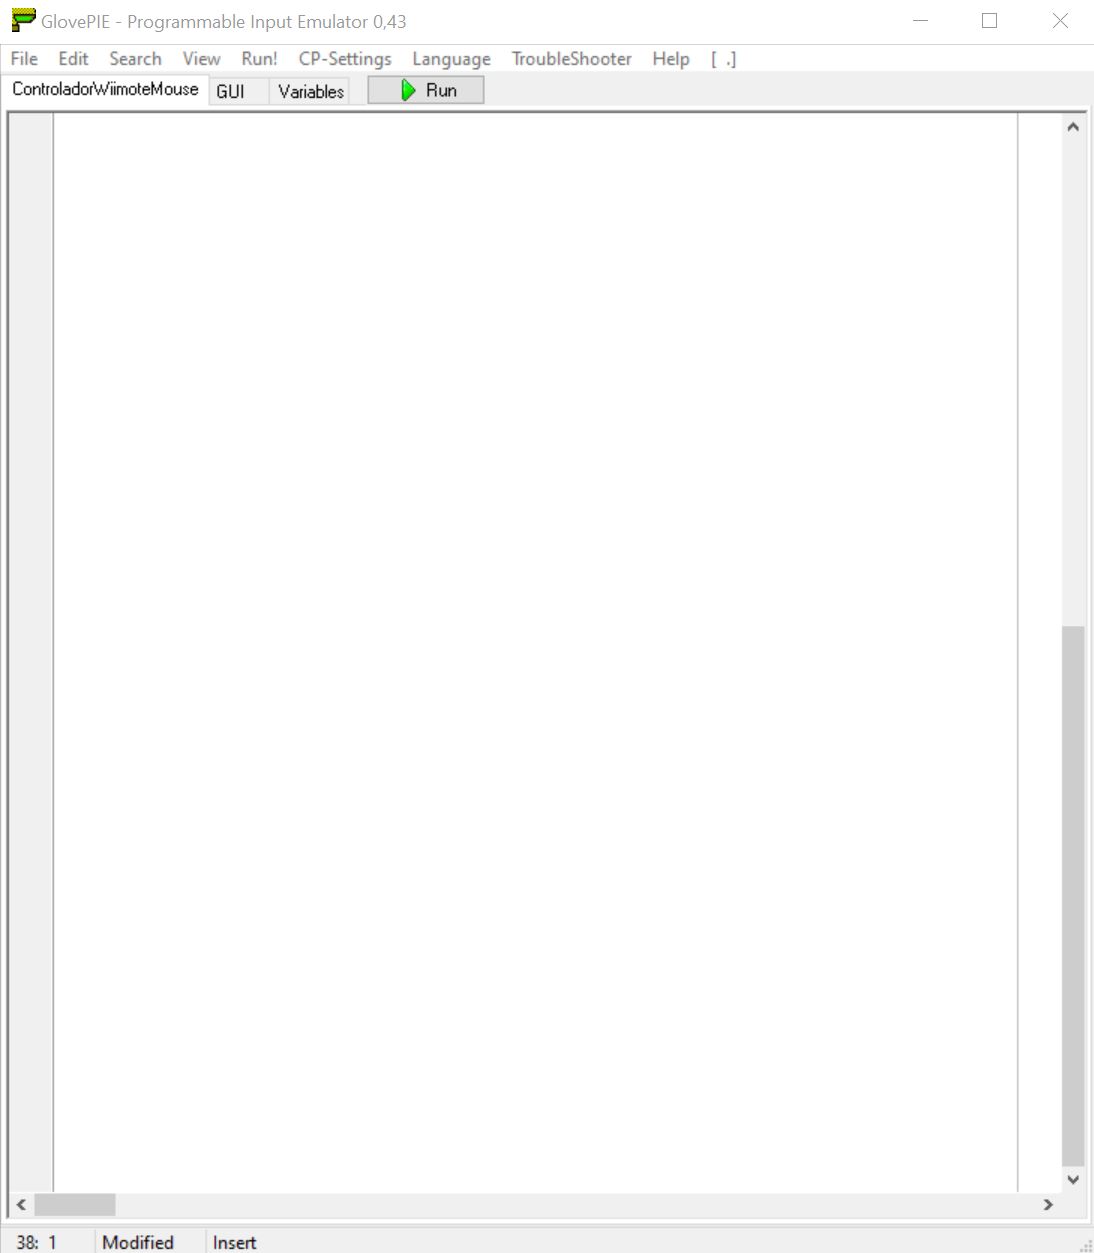 GlovePIE - Programmable Input Emulator 0,43
File Edit Search View Run! CP-Settings Language TroubleShooter Help [ .]
ControladorWiimoteMouse GUI Variables Run
38: 1 Modified Insert